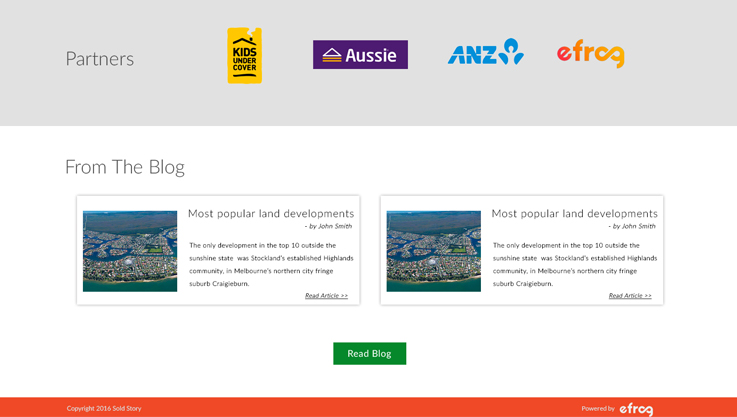 Partners
KIDS
UNDER
COVER
Aussie
ANZ
efrog
From The Blog
Most popular land developments
- by John Smith
The only development in the top 10 outside the
sunshine state was Stockland's established Highlands
community, in Melbourne's northern city fringe
suburb Craigieburn.
Read Article >>
Most popular land developments
- by John Smith
The only development in the top 10 outside the
sunshine state was Stockland's established Highlands
community, in Melbourne's northern city fringe
suburb Craigieburn.
Read Article >>
Read Blog
Copyright 2016 Sold Story
Powered by efrog